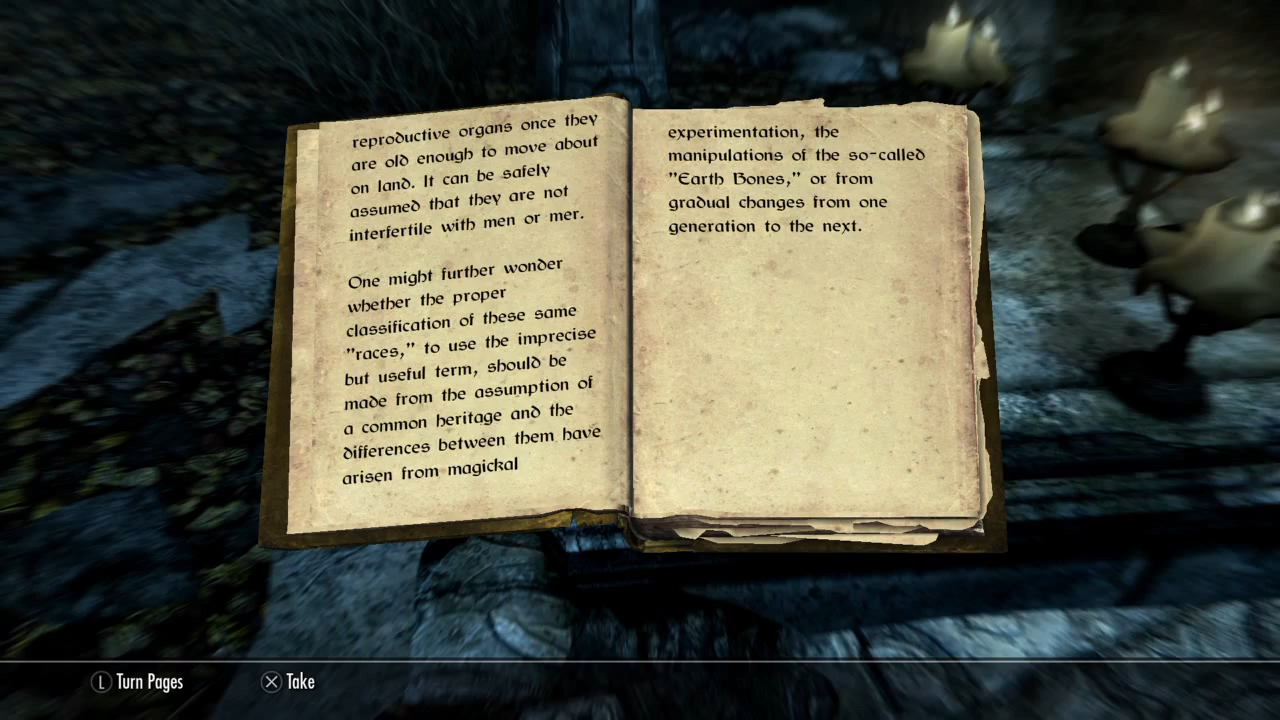 reproductive organs once they
are old enough to move about
on land. It can be safely
assumed that they are not
interfertile with men or mer.
One might further wonder
whether the proper
classification of these same
"races," to use the imprecise
but useful term, should be
made from the assumption of
a common heritage and the
differences between them have
arisen from magickal
experimentation, the
manipulations of the so-called
"Earth Bones," or from
gradual changes from one
generation to the next.
L Turn Pages
X Take